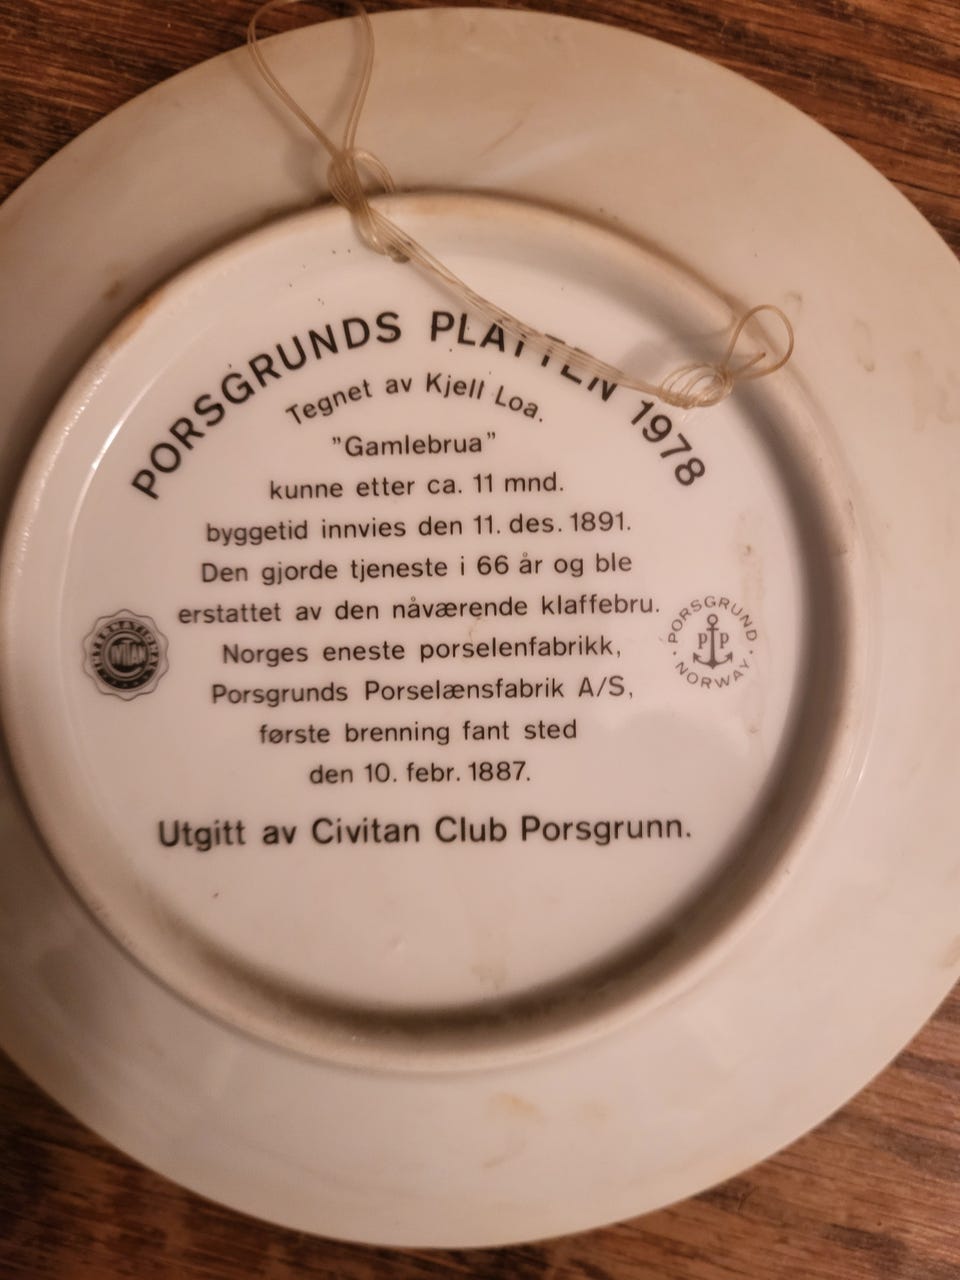 PORSGRUNDS PLATTEN 1978
Tegnet av Kjell Loa.
”Gamlebrua”
kunne etter ca. 11 mnd.
byggetid innvies den 11. des. 1891.
Den gjorde tjeneste i 66 år og ble
erstattet av den nåværende klaffebru.
Norges eneste porselenfabrikk,
Porsgrunds Porselænsfabrik A/S,
første brenning fant sted
den 10. febr. 1887.
Utgitt av Civitan Club Porsgrunn.
INTERNATIONAL
CIVITAN
PORSGRUND
P P
NORWAY